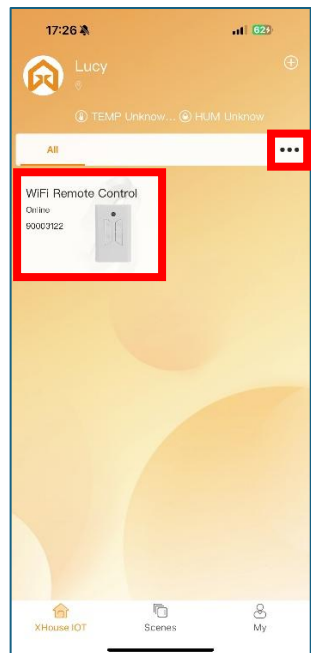 17:26
62
Lucy
TEMP Unknow... HUM Unknow
All
•••
WiFi Remote Control
Online
90003122
XHouse IOT
Scenes
My